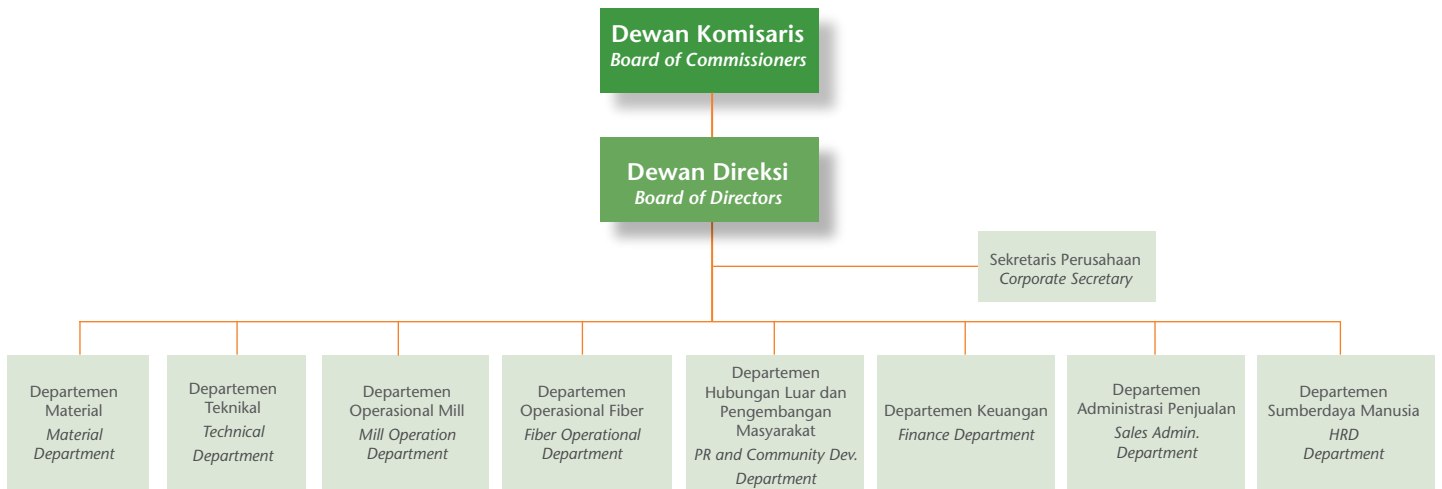 Dewan Komisaris
Board of Commissioners
Dewan Direksi
Board of Directors
Sekretaris Perusahaan
Corporate Secretary
Departemen
Material
Material
Department
Departemen
Teknikal
Technical
Department
Departemen
Operasional Mill
Mill Operation
Department
Departemen
Operasional Fiber
Fiber Operational
Department
Departemen
Hubungan Luar dan
Pengembangan
Masyarakat
PR and Community Dev.
Department
Departemen Keuangan
Finance Department
Departemen
Administrasi Penjualan
Sales Admin.
Department
Departemen
Sumberdaya Manusia
HRD
Department